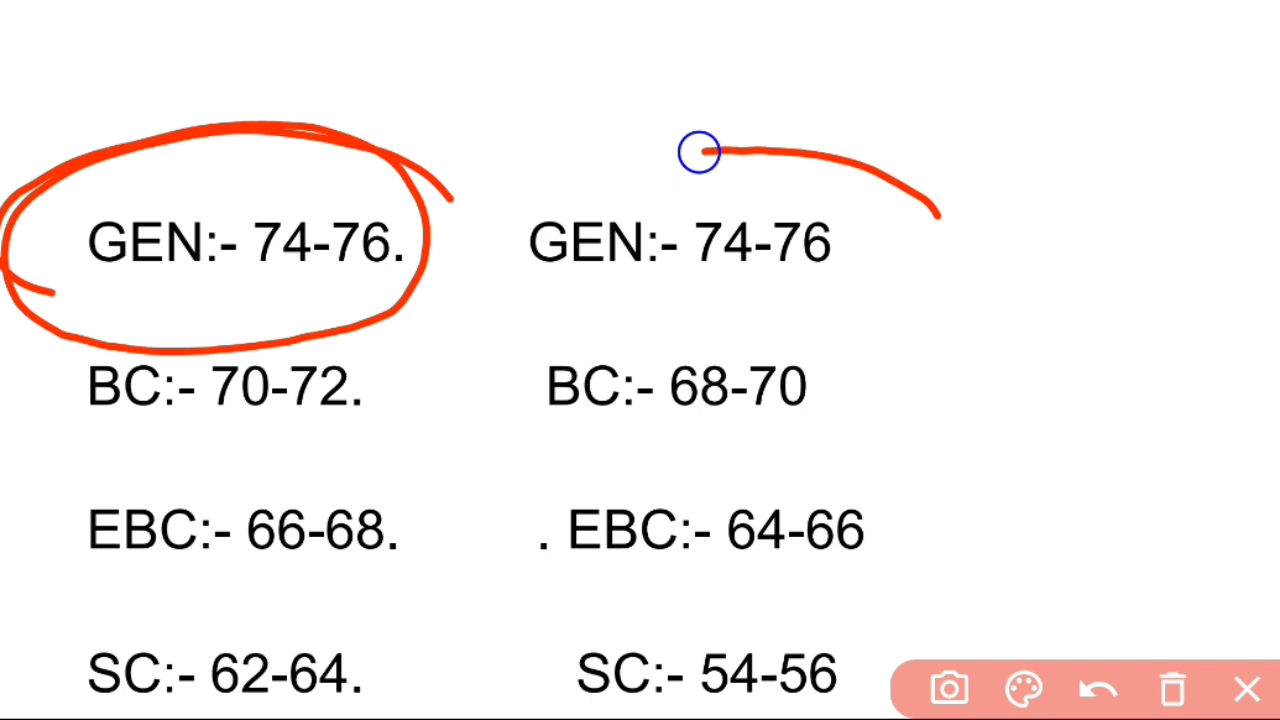 GEN:- 74-76. GEN:- 74-76
BC:- 70-72. BC:- 68-70
EBC:- 66-68. . EBC:- 64-66
SC:- 62-64. SC:- 54-56